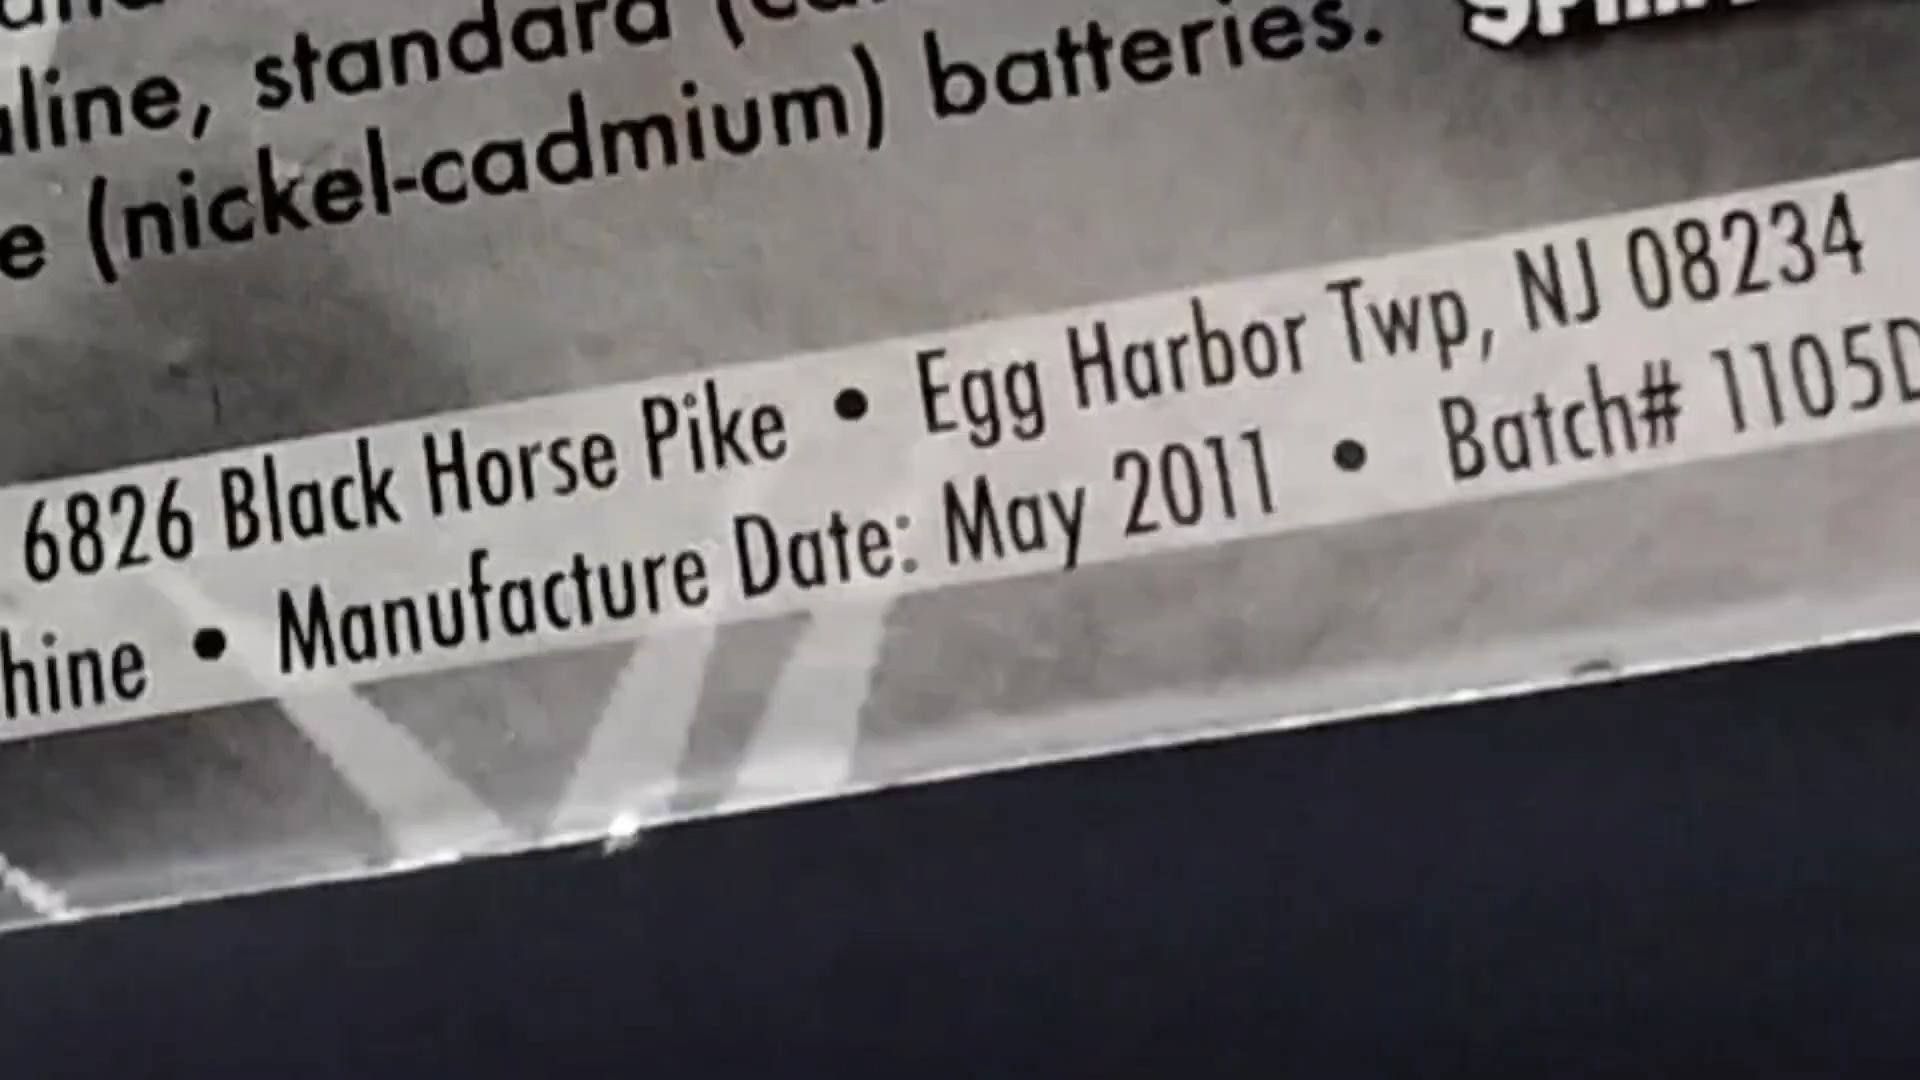 line, standard
batteries.
e (nickel-cadmium)
6826 Black Horse Pike • Egg Harbor Twp, NJ 08234
hine • Manufacture Date: May 2011 • Batch# 1105D